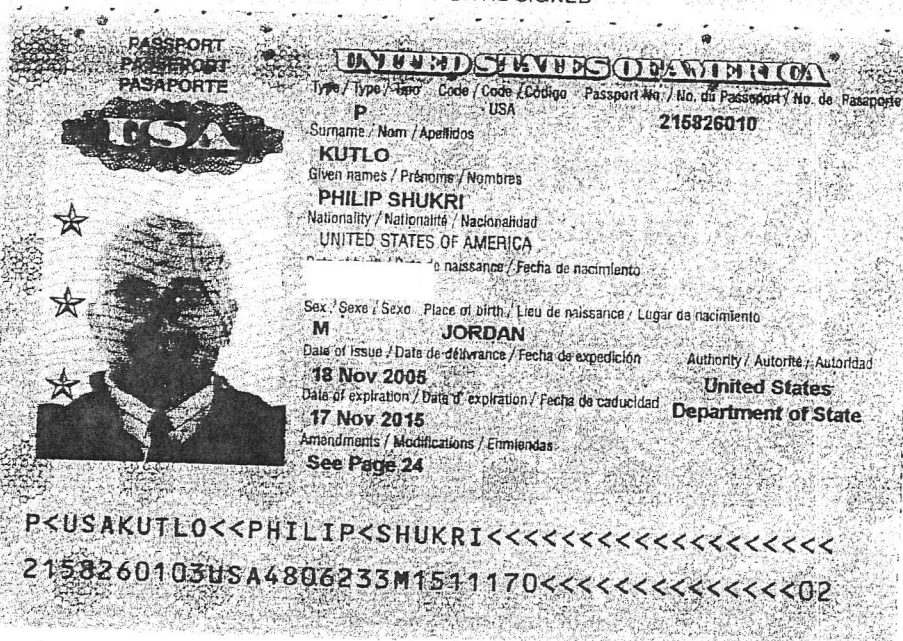 PASSPORT
PASSEPORT
PASAPORTE
USA
UNITED STATES OF AMERICA
Type / Type / Tipo Code / Code / Código Passport No. / No. du Passeport / No. de Pasaporte
P USA 215826010
Surname / Nom / Apellidos
KUTLO
Given names / Prénoms / Nombres
PHILIP SHUKRI
Nationality / Nationalité / Nacionalidad
UNITED STATES OF AMERICA
naissance / Fecha de nacimiento
Sex / Sexe / Sexo Place of birth / Lieu de naissance / Lugar de nacimiento
M JORDAN
Date of issue / Date de délivrance / Fecha de expedición Authority / Autorité / Autoridad
18 Nov 2005 United States
Date of expiration / Date d'expiration / Fecha de caducidad Department of State
17 Nov 2015
Amendments / Modifications / Enmiendas
See Page 24
P<USAKUTLO<<PHILIP<SHUKRI<<<<<<<<<<<<<<<<<<<
2158260103USA4806233M1511170<<<<<<<<<<<<<<02